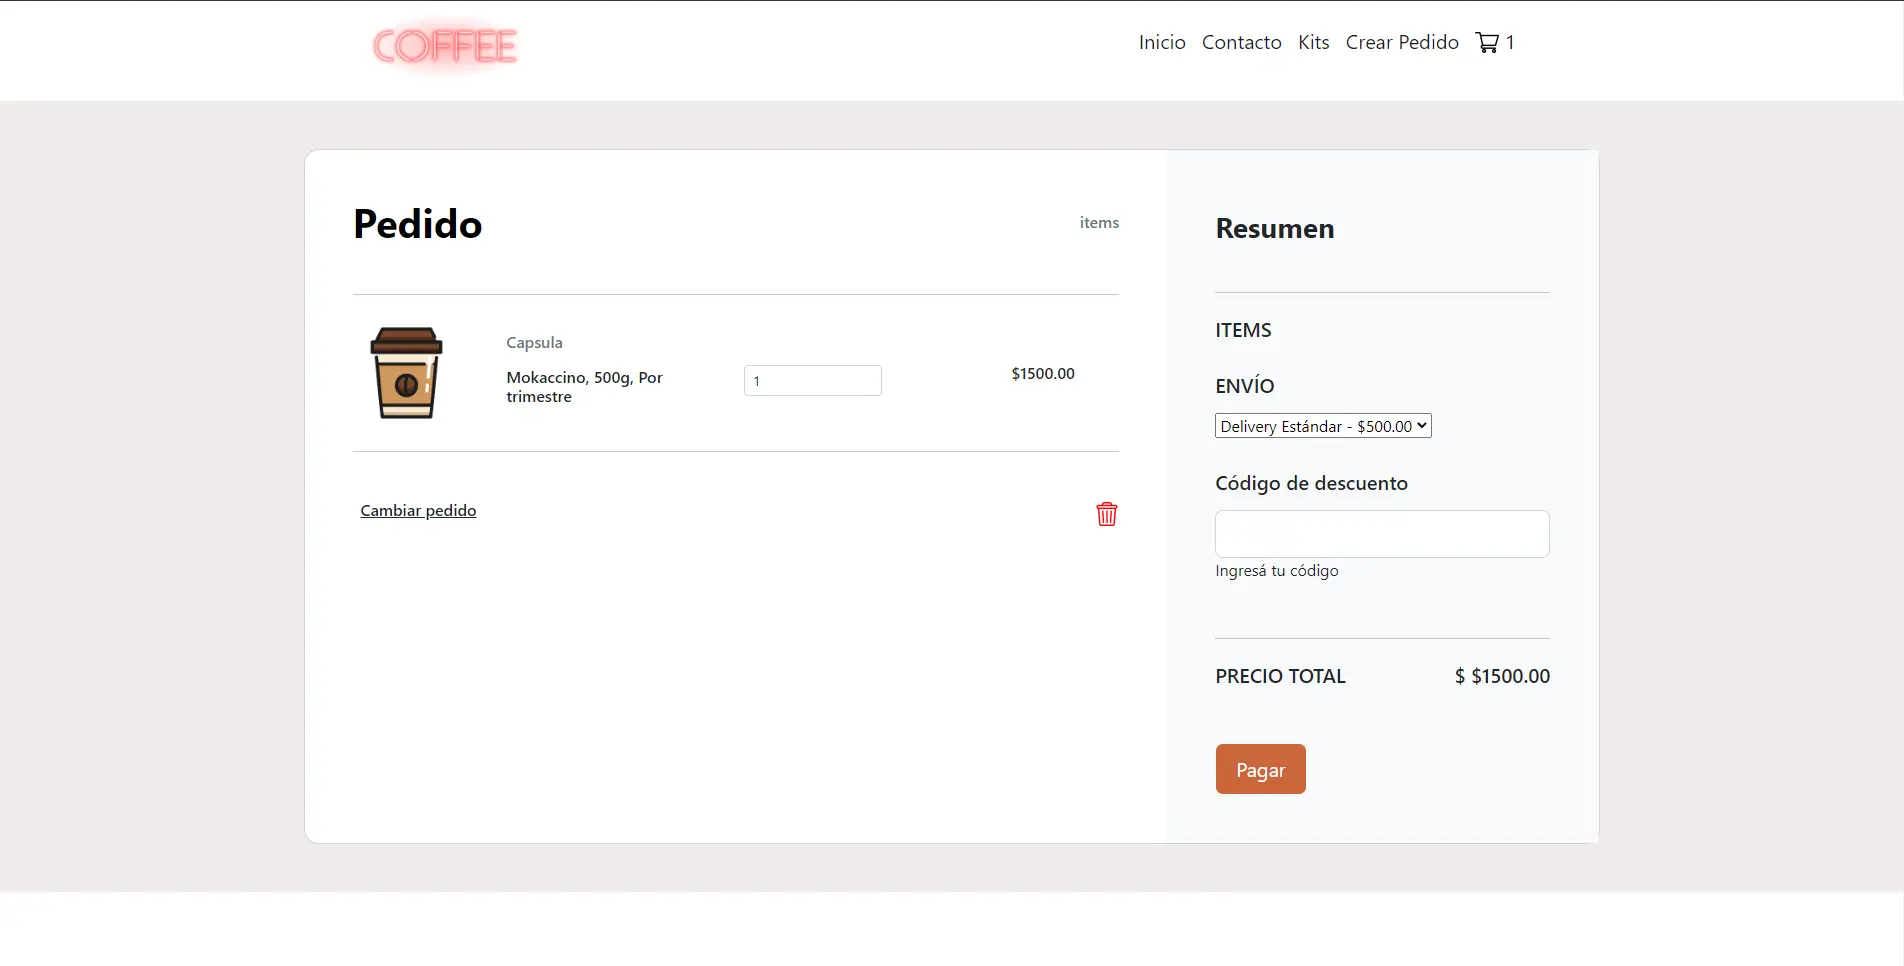 COFFEE
Inicio Contacto Kits Crear Pedido 1
Pedido
items
Capsula
Mokaccino, 500g, Por
trimestre
1
$1500.00
Cambiar pedido
Resumen
ITEMS
ENVÍO
Delivery Estándar - $500.00
Código de descuento
Ingresá tu código
PRECIO TOTAL $ $1500.00
Pagar